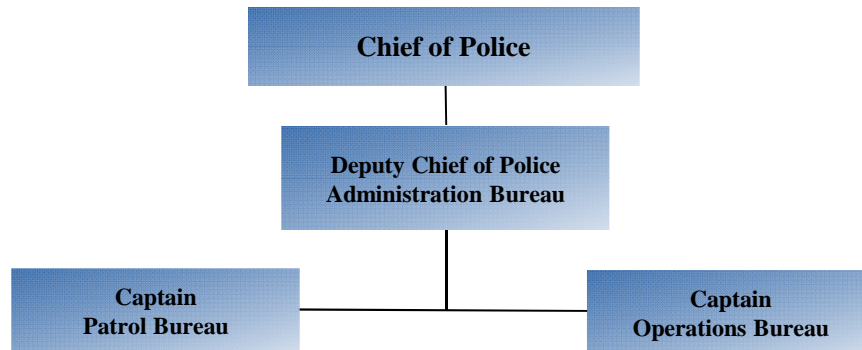 Chief of Police
Deputy Chief of Police
Administration Bureau
Captain
Patrol Bureau
Captain
Operations Bureau